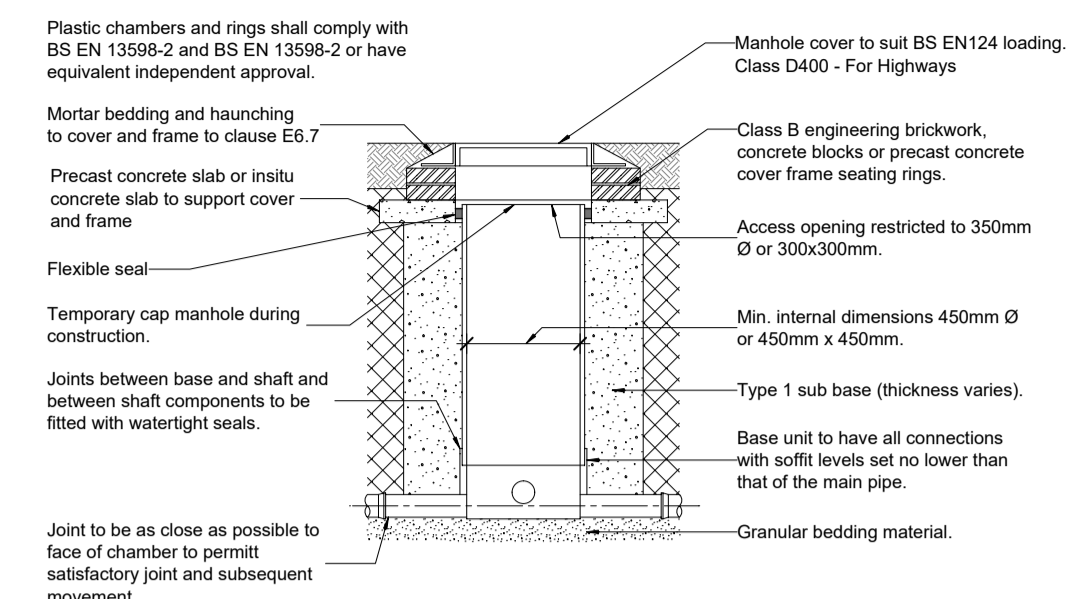 Plastic chambers and rings shall comply with
BS EN 13598-2 and BS EN 13598-2 or have
equivalent independent approval.
Mortar bedding and haunching
to cover and frame to clause E6.7
Precast concrete slab or insitu
concrete slab to support cover
and frame
Flexible seal
Temporary cap manhole during
construction.
Joints between base and shaft and
between shaft components to be
fitted with watertight seals.
Joint to be as close as possible to
face of chamber to permitt
satisfactory joint and subsequent
movement
Manhole cover to suit BS EN124 loading.
Class D400 - For Highways
Class B engineering brickwork,
concrete blocks or precast concrete
cover frame seating rings.
Access opening restricted to 350mm
Ø or 300x300mm.
Min. internal dimensions 450mm Ø
or 450mm x 450mm.
Type 1 sub base (thickness varies).
Base unit to have all connections
with soffit levels set no lower than
that of the main pipe.
Granular bedding material.